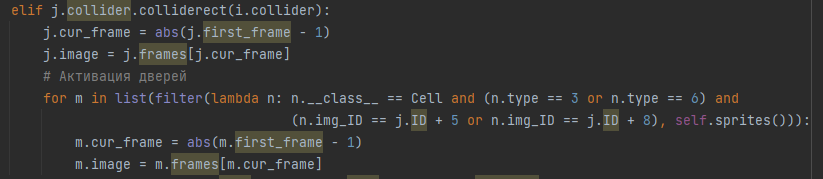 elif j.collider.colliderect(i.collider):
j.cur_frame = abs(j.first_frame - 1)
j.image = j.frames[j.cur_frame]
# Активация дверей
for m in list(filter(lambda n: n.__class__ == Cell and (n.type == 3 or n.type == 6) and
(n.img_ID == j.ID + 5 or n.img_ID == j.ID + 8), self.sprites())):
m.cur_frame = abs(m.first_frame - 1)
m.image = m.frames[m.cur_frame]